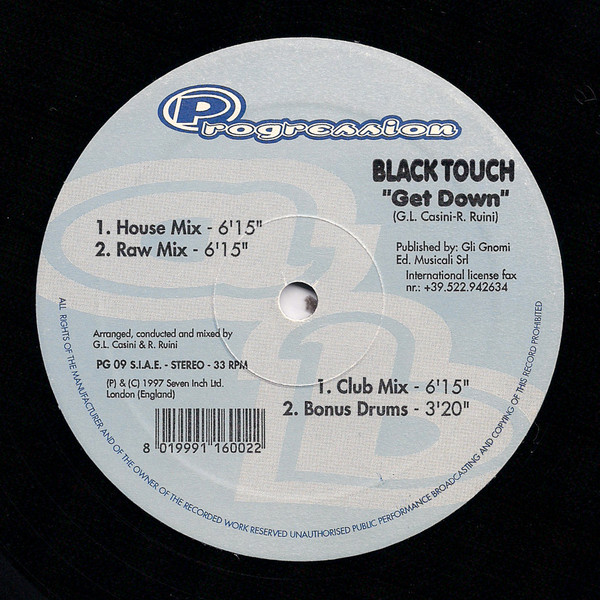 Progression
BLACK TOUCH
"Get Down"
(G.L. Casini-R. Ruini)
1. House Mix - 6'15"
2. Raw Mix - 6'15"
Published by: Gli Gnomi
Ed. Musicali Srl
International license fax
nr.: +39.522.942634
Arranged, conducted and mixed by
G.L. Casini & R. Ruini
PG 09 S.I.A.E. - STEREO - 33 RPM
(P) & (C) 1997 Seven Inch Ltd.
London (England)
1. Club Mix - 6'15"
2. Bonus Drums - 3'20"
8 019991 160022
ALL RIGHTS OF THE MANUFACTURER AND OF THE OWNER OF THE RECORDED WORK RESERVED UNAUTHORISED PUBLIC PERFORMANCE BROADCASTING AND COPYING OF THIS RECORD PROHIBITED